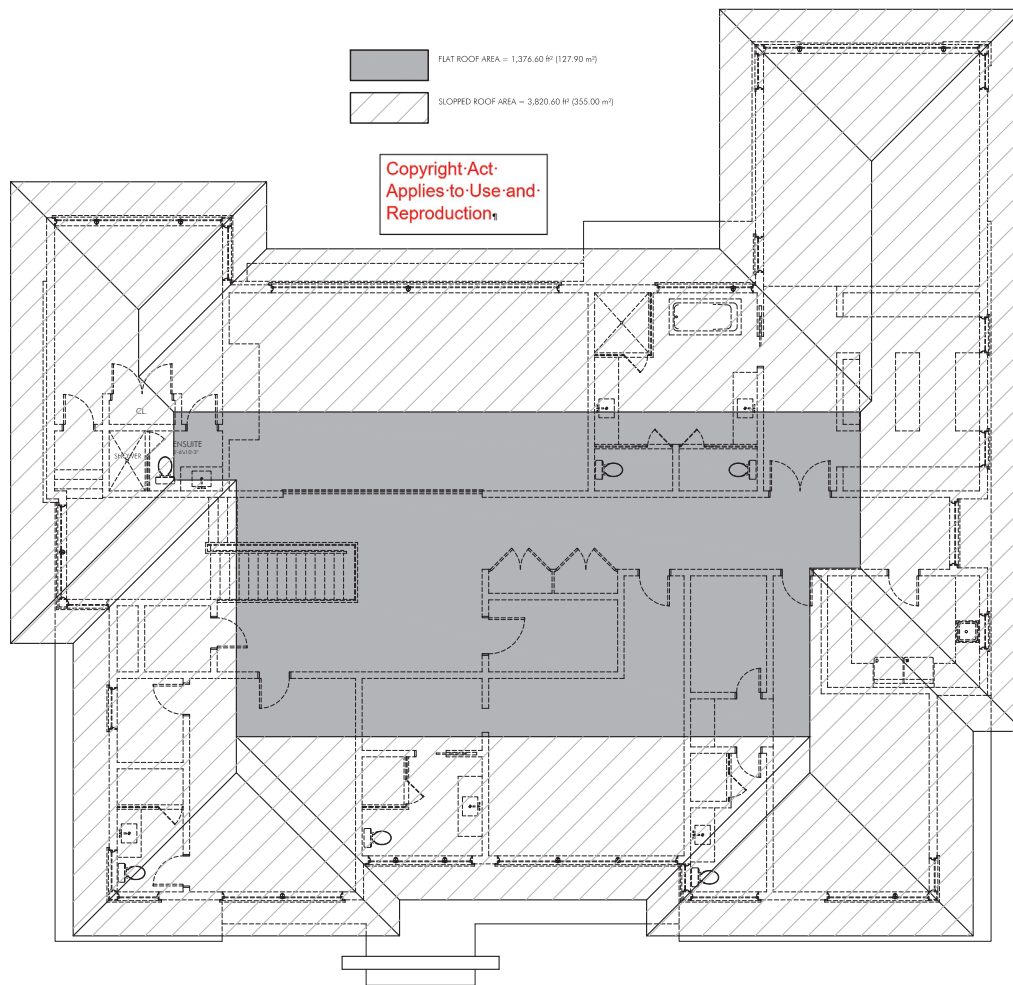 FLAT ROOF AREA = 1,376.60 ft² (127.90 m²)
SLOPPED ROOF AREA = 3,820.60 ft² (355.00 m²)
Copyright·Act·
Applies·to·Use·and·
Reproduction¶
CL.
ENSUITE
SHOWER